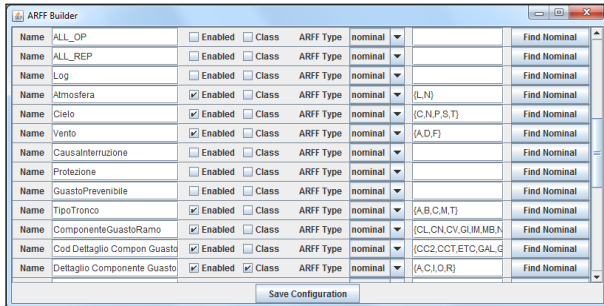 ARFF Builder
Name ALL_OP Enabled Class ARFF Type nominal Find Nominal
Name ALL_REP Enabled Class ARFF Type nominal Find Nominal
Name Log Enabled Class ARFF Type nominal Find Nominal
Name Atmosfera Enabled Class ARFF Type nominal {L,N} Find Nominal
Name Cielo Enabled Class ARFF Type nominal {C,N,P,S,T} Find Nominal
Name Vento Enabled Class ARFF Type nominal {A,D,F} Find Nominal
Name CausaInterruzione Enabled Class ARFF Type nominal Find Nominal
Name Protezione Enabled Class ARFF Type nominal Find Nominal
Name GuastoPrevenibile Enabled Class ARFF Type nominal Find Nominal
Name TipoTronco Enabled Class ARFF Type nominal {A,B,C,M,T} Find Nominal
Name ComponenteGuastoRamo Enabled Class ARFF Type nominal {CL,CN,CV,GI,IM,MB,N Find Nominal
Name Cod Dettaglio Compon Guasto Enabled Class ARFF Type nominal {CC2,CCT,ETC,GAL,G Find Nominal
Name Dettaglio Componente Guasto Enabled Class ARFF Type nominal {A,C,I,O,R} Find Nominal
Save Configuration